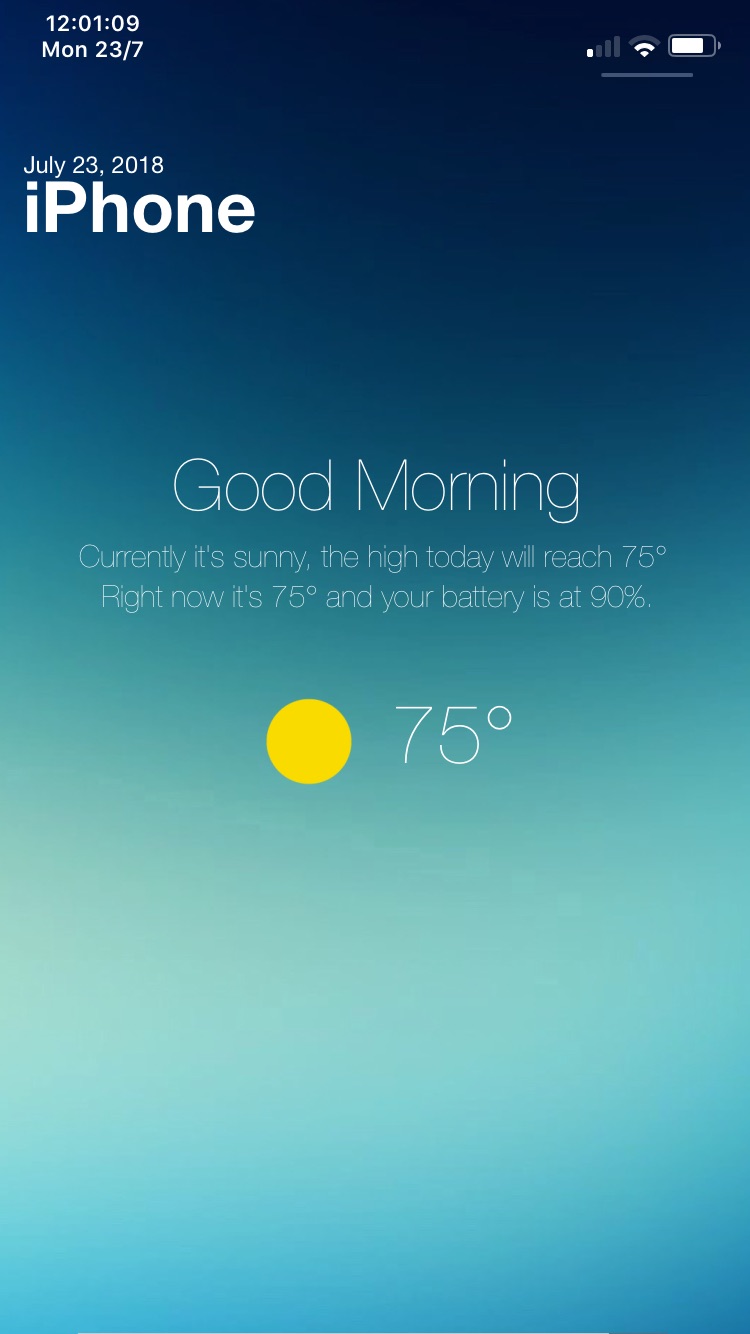 12:01:09
Mon 23/7
July 23, 2018
iPhone
Good Morning
Currently it's sunny, the high today will reach 75°
Right now it's 75° and your battery is at 90%.
75°